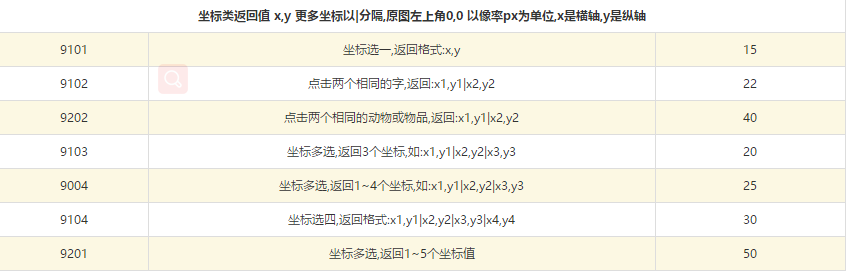 坐标类返回值 x,y 更多坐标以|分隔,原图左上角0,0 以像率px为单位,x是横轴,y是纵轴
9101 坐标选一,返回格式:x,y 15
9102 点击两个相同的字,返回:x1,y1|x2,y2 22
9202 点击两个相同的动物或物品,返回:x1,y1|x2,y2 40
9103 坐标多选,返回3个坐标,如:x1,y1|x2,y2|x3,y3 20
9004 坐标多选,返回1~4个坐标,如:x1,y1|x2,y2|x3,y3 25
9104 坐标选四,返回格式:x1,y1|x2,y2|x3,y3|x4,y4 30
9201 坐标多选,返回1~5个坐标值 50